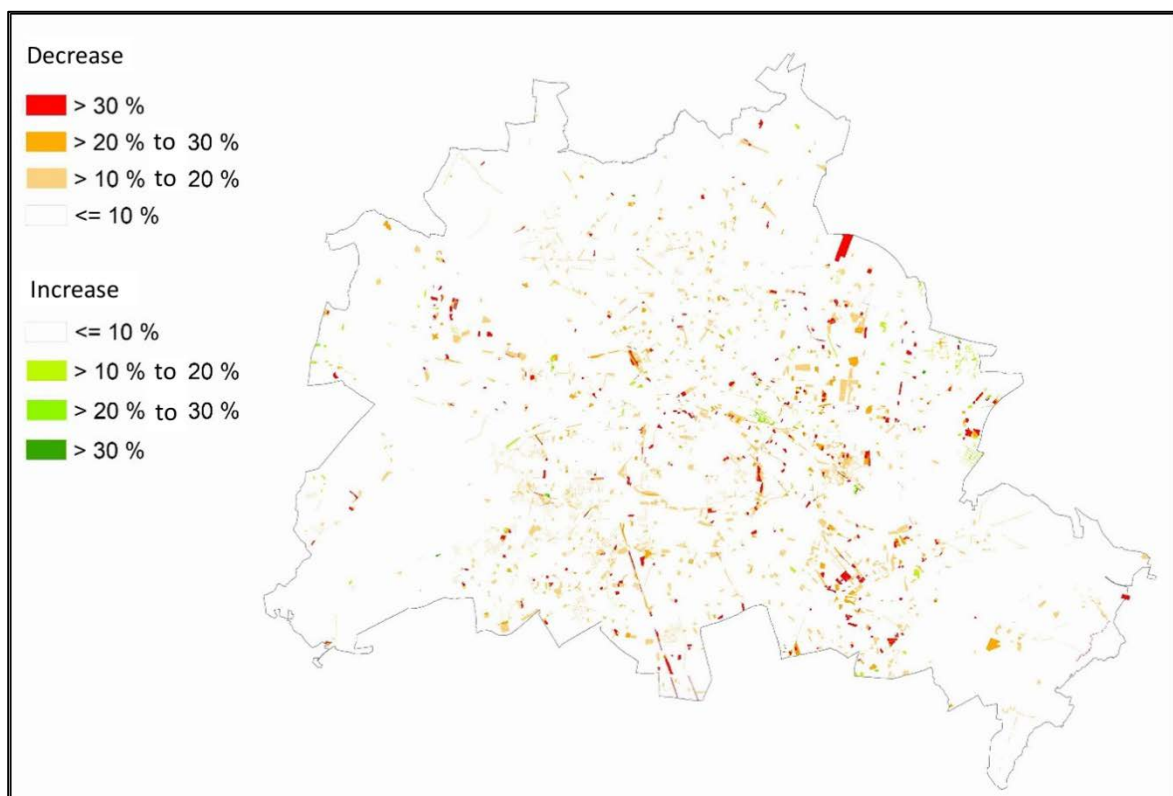 Decrease
> 30 %
> 20 % to 30 %
> 10 % to 20 %
<= 10 %
Increase
<= 10 %
> 10 % to 20 %
> 20 % to 30 %
> 30 %